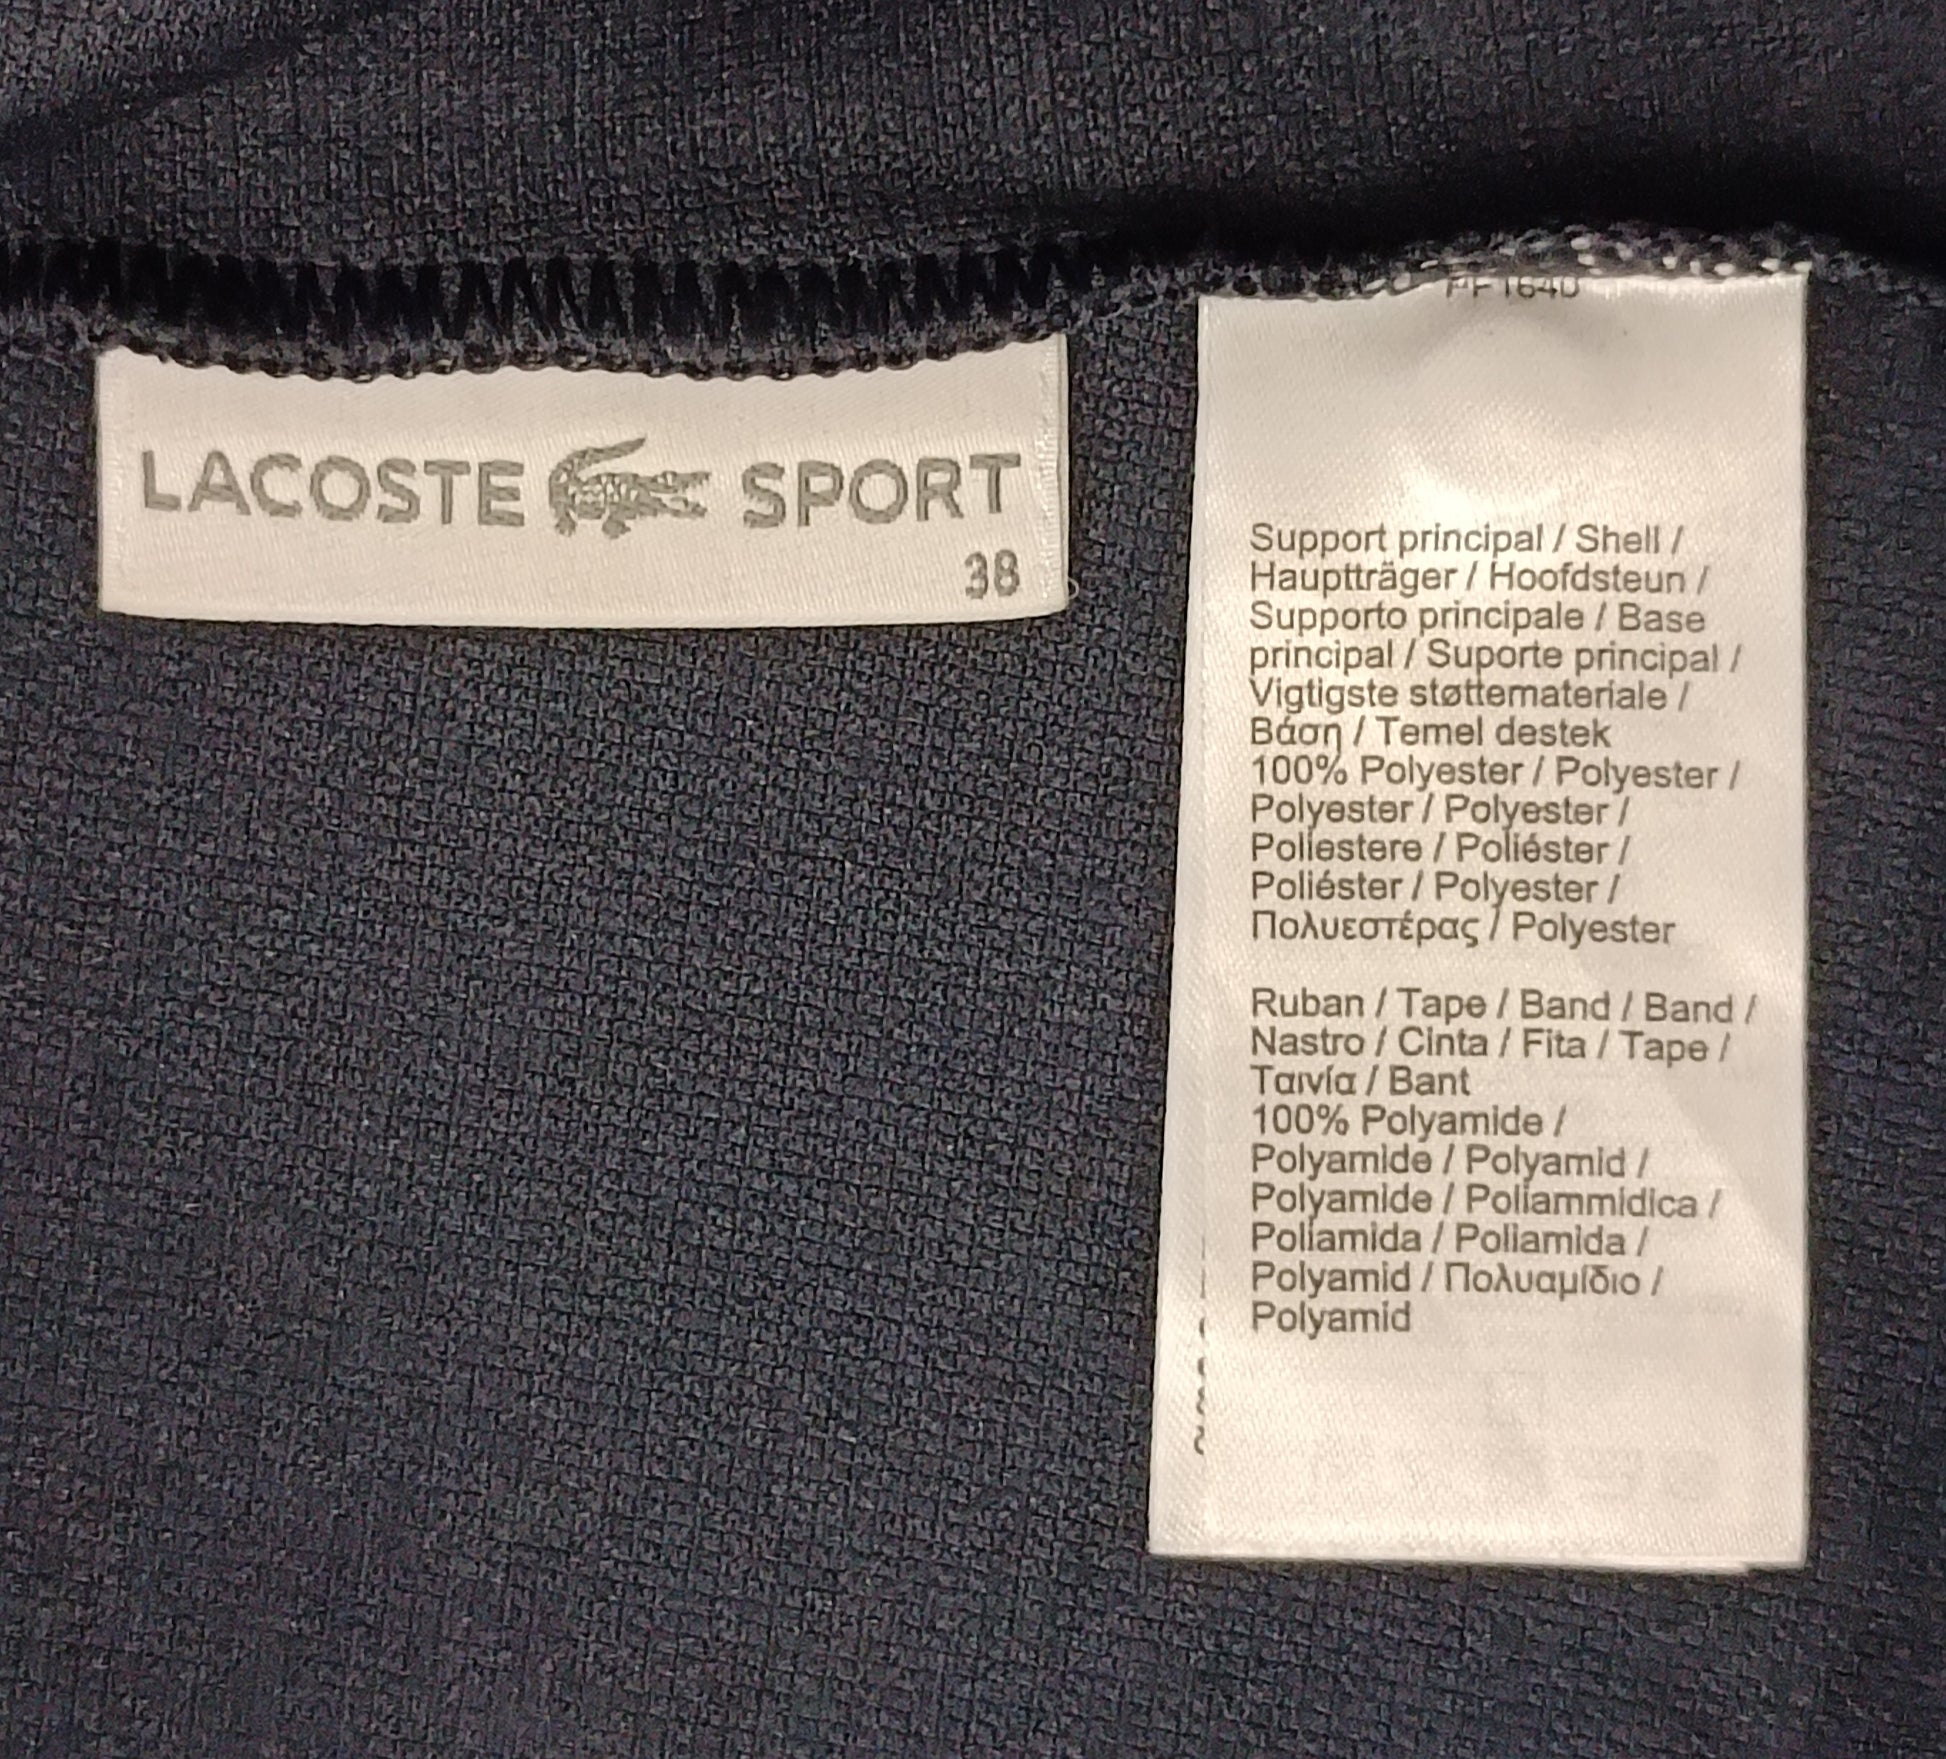 LACOSTE SPORT
38
PF1640
Support principal / Shell /
Hauptträger / Hoofdsteun /
Supporto principale / Base
principal / Suporte principal /
Vigtigste støttemateriale /
Βάση / Temel destek
100% Polyester / Polyester /
Polyester / Polyester /
Poliestere / Poliéster /
Poliéster / Polyester /
Πολυεστέρας / Polyester
Ruban / Tape / Band / Band /
Nastro / Cinta / Fita / Tape /
Ταινία / Bant
100% Polyamide /
Polyamide / Polyamid /
Polyamide / Poliammidica /
Poliamida / Poliamida /
Polyamid / Πολυαμίδιο /
Polyamid